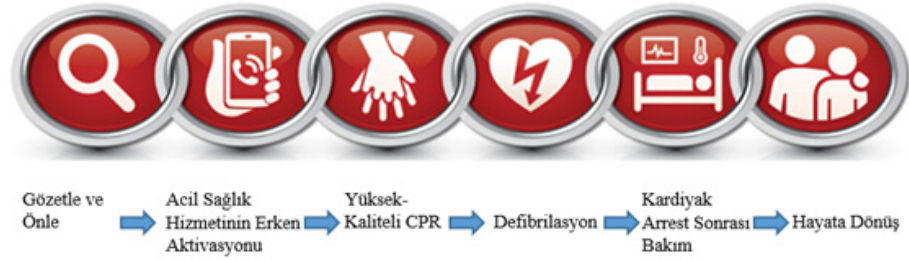 Gözetle ve
Önle
Acil Sağlık
Hizmetinin Erken
Aktivasyonu
Yüksek-
Kaliteli CPR
Defibrilasyon
Kardiyak
Arrest Sonrası
Bakım
Hayata Dönüş